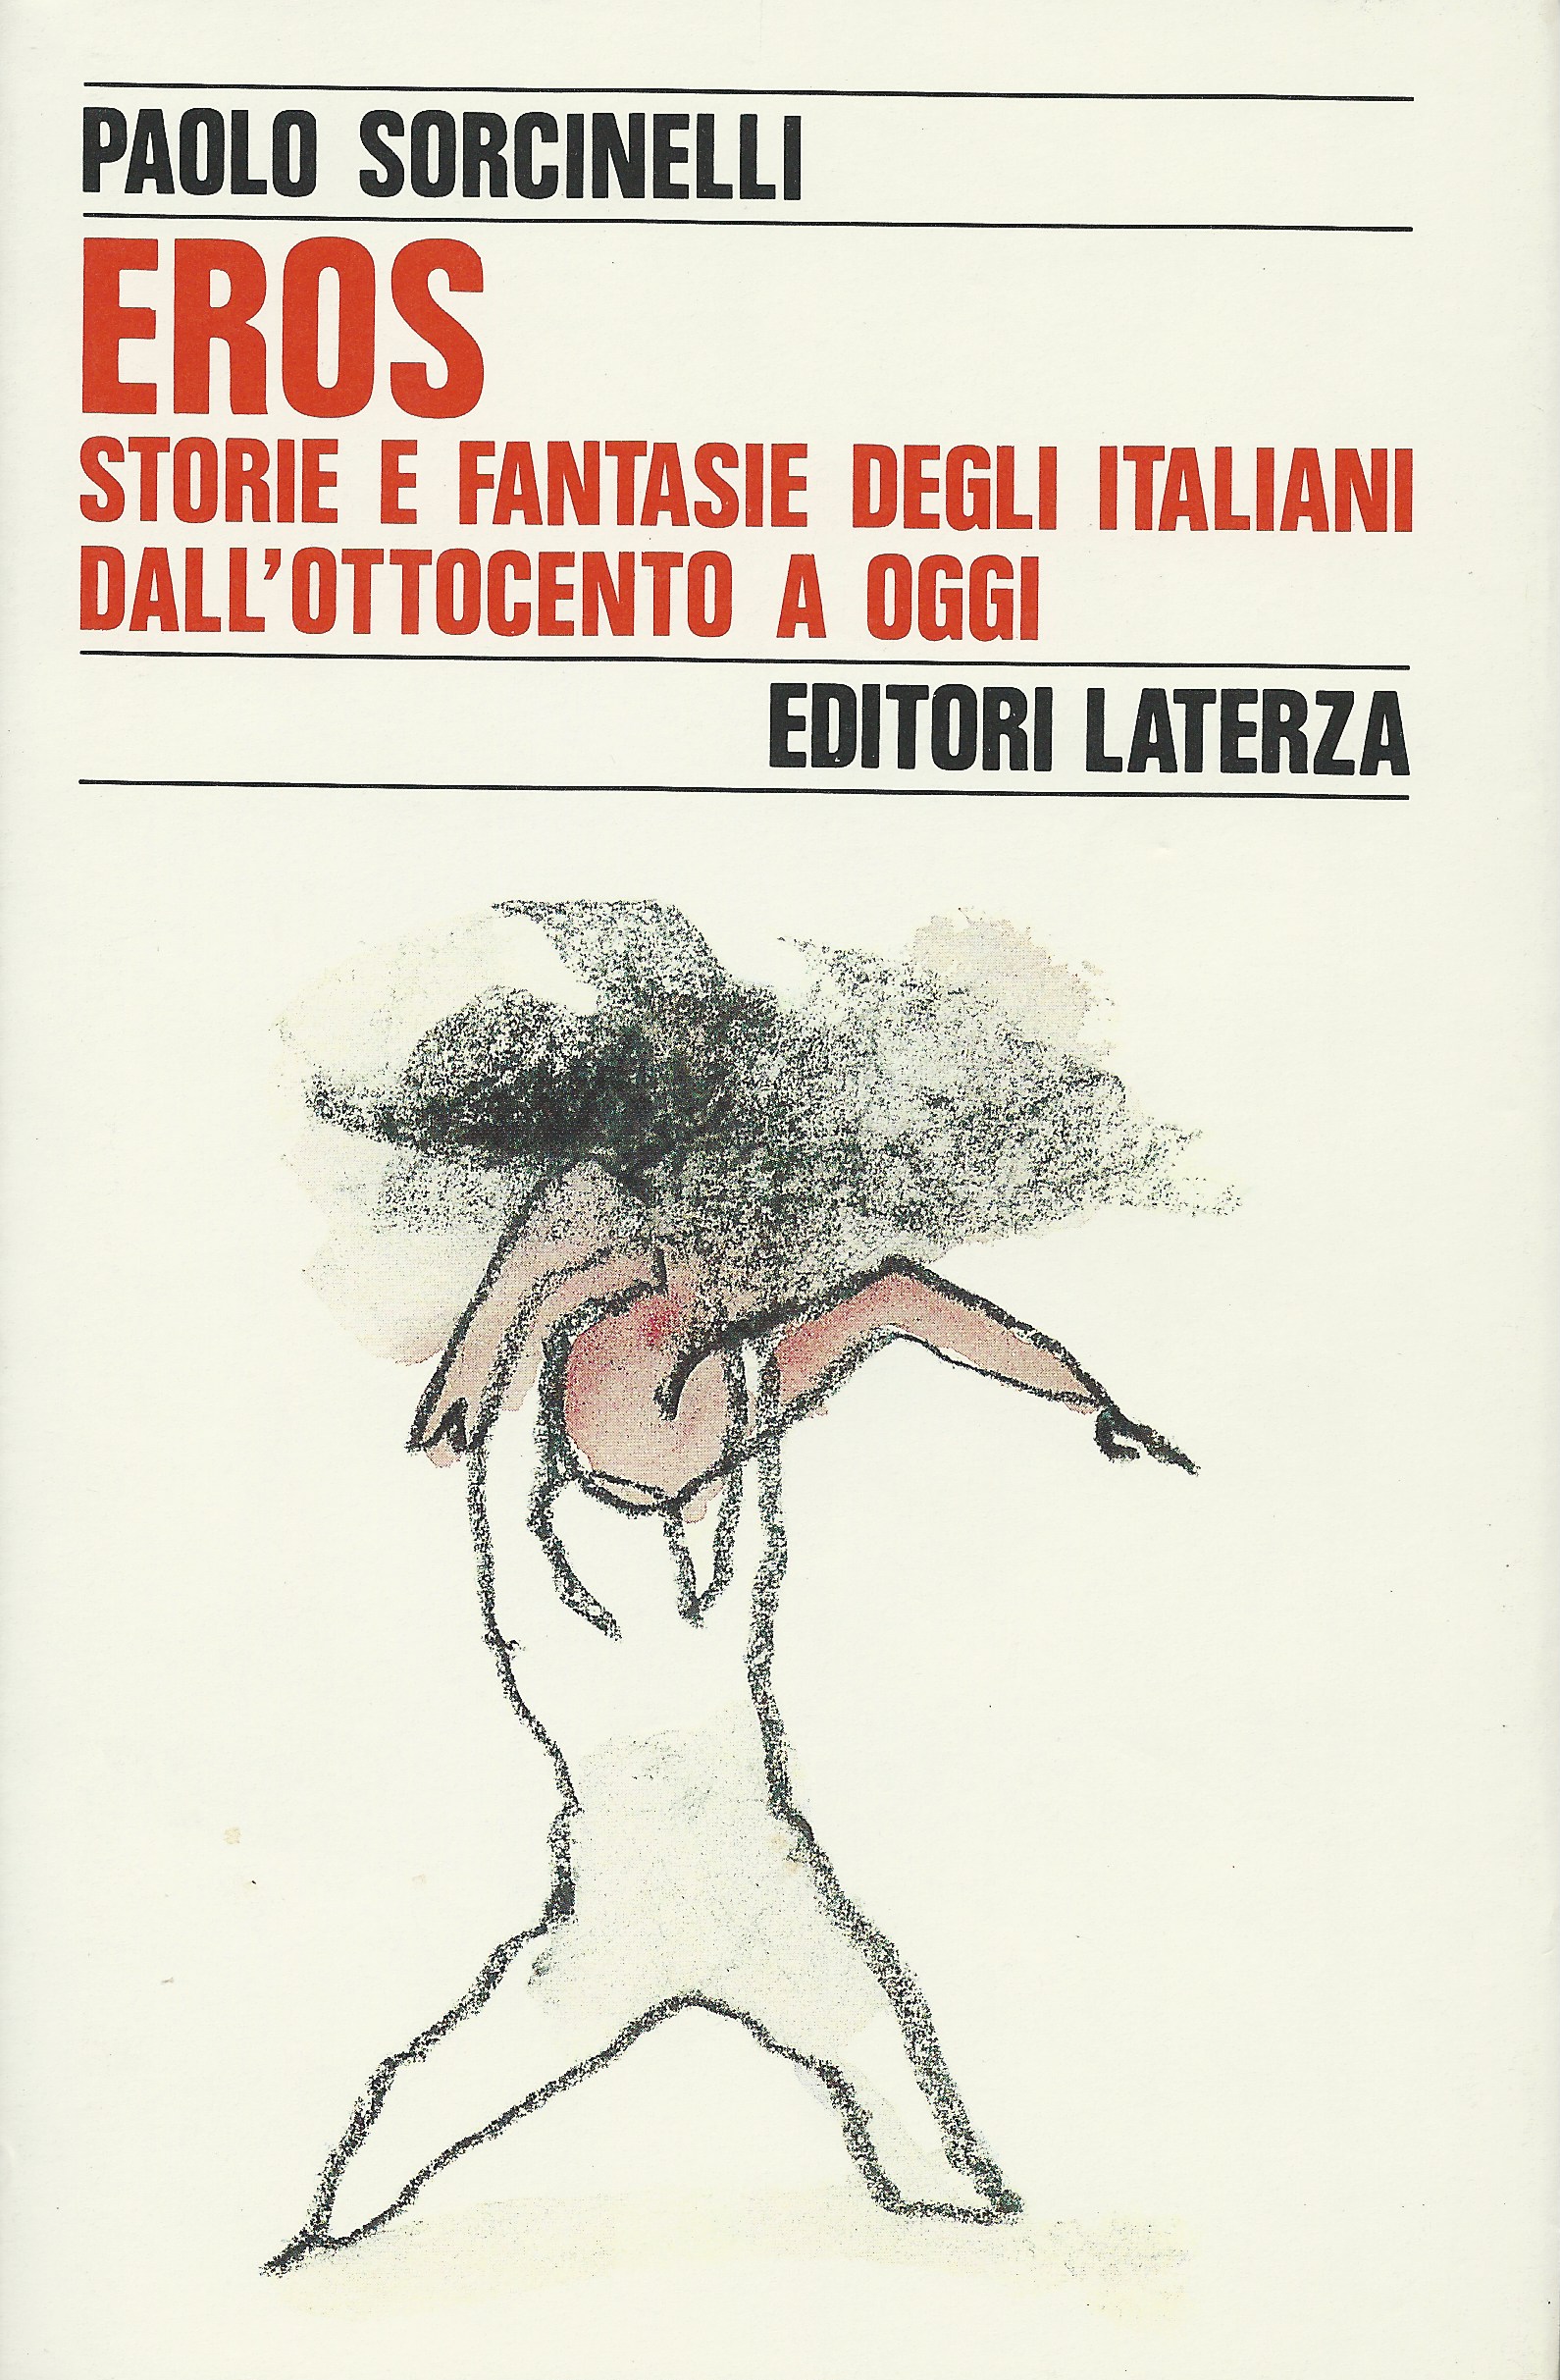 PAOLO SORCINELLI
EROS
STORIE E FANTASIE DEGLI ITALIANI
DALL'OTTOCENTO A OGGI
EDITORI LATERZA